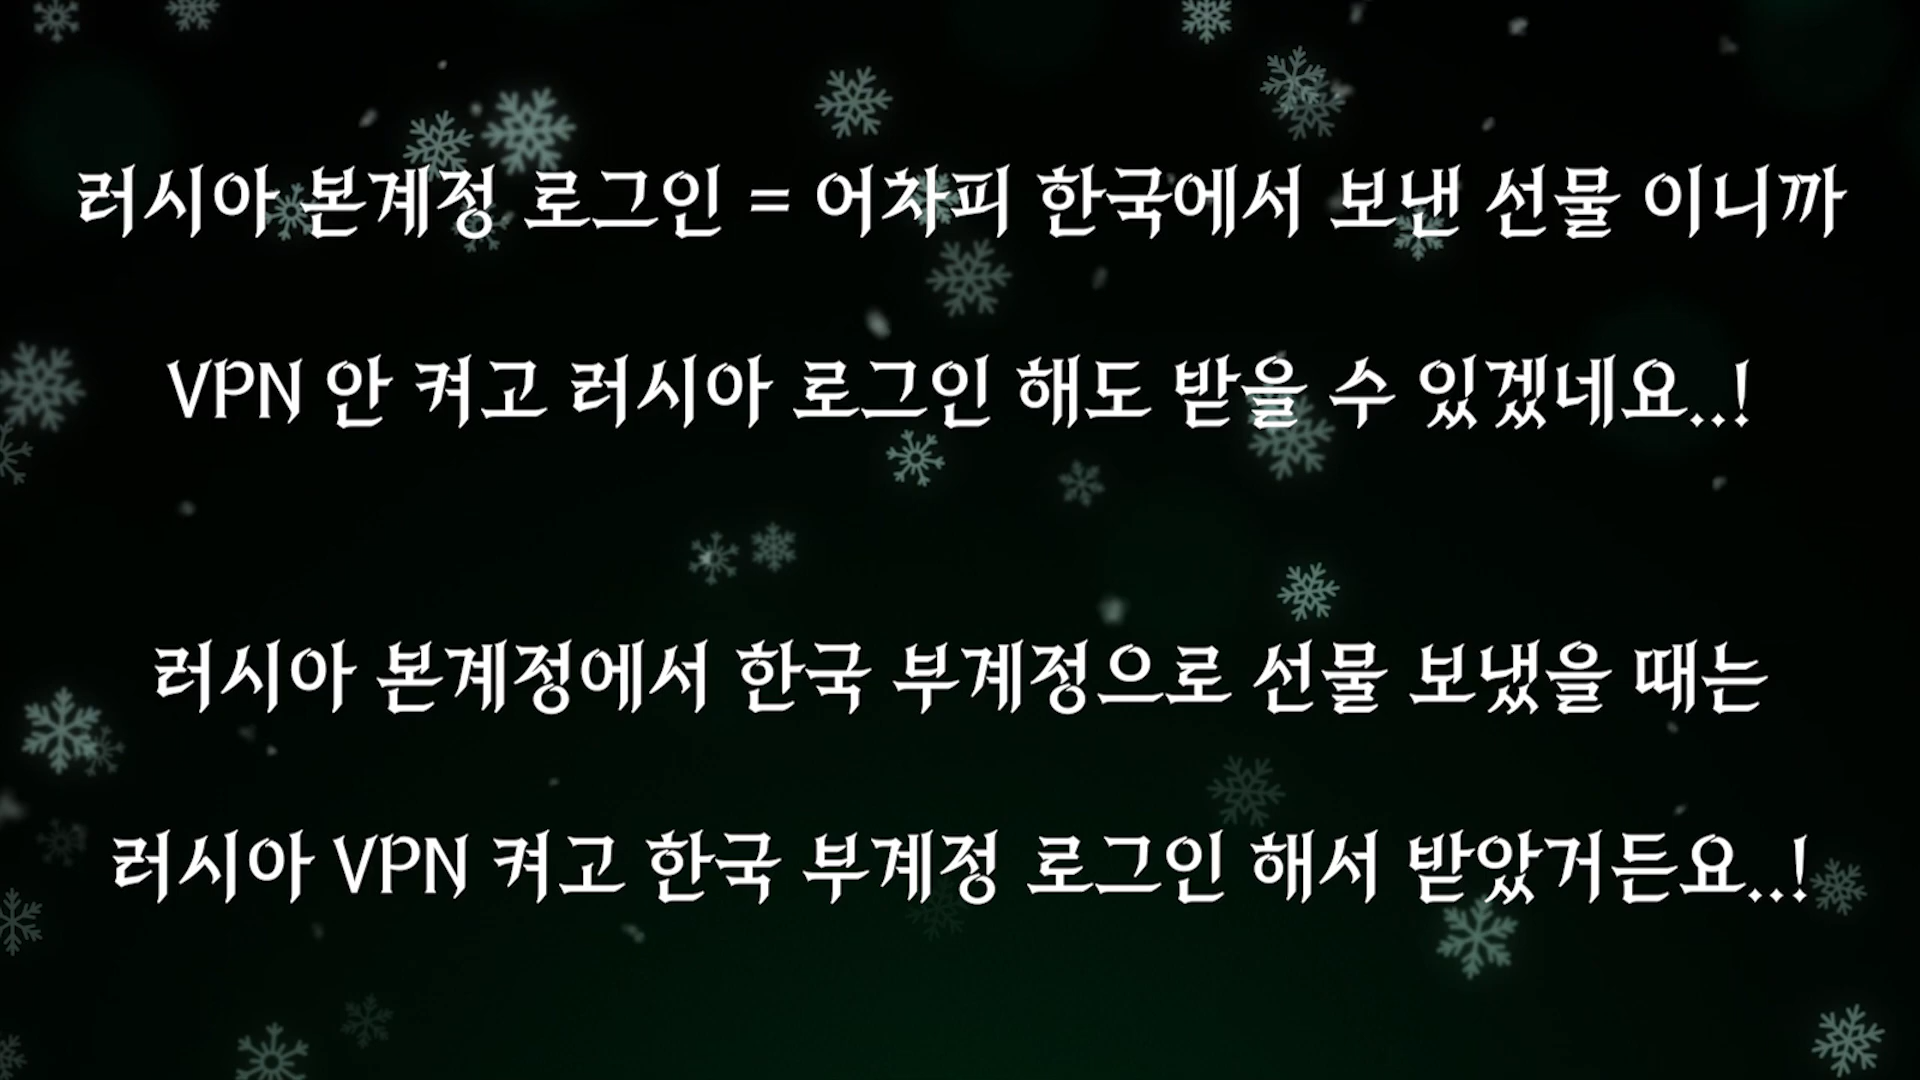 러시아 본계정 로그인 = 어차피 한국에서 보낸 선물 이니까
VPN 안 켜고 러시아 로그인 해도 받을 수 있겠네요..!
러시아 본계정에서 한국 부계정으로 선물 보냈을 때는
러시아 VPN 켜고 한국 부계정 로그인 해서 받았거든요..!